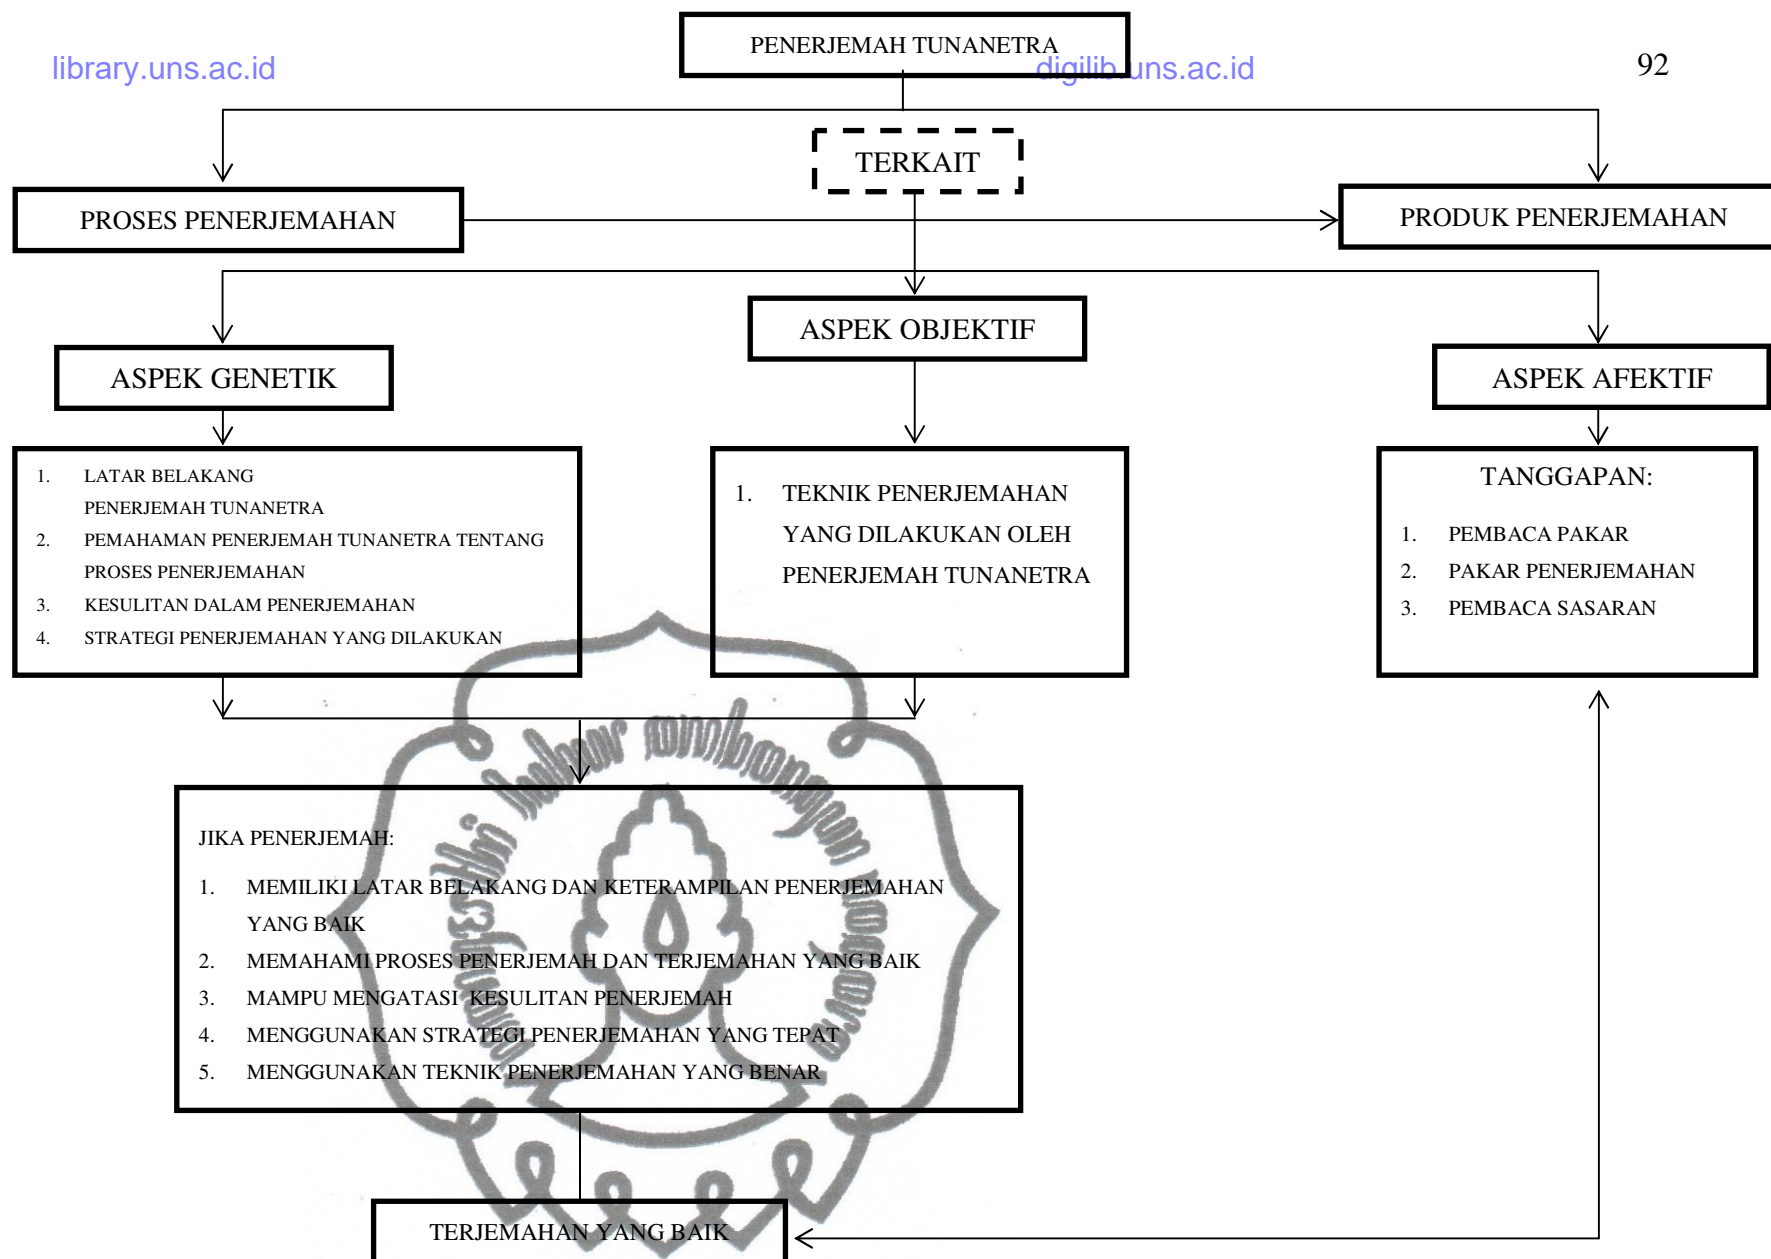 PENERJEMAH TUNANETRA
library.uns.ac.id
digilib.uns.ac.id
92
TERKAIT
PROSES PENERJEMAHAN
PRODUK PENERJEMAHAN
ASPEK OBJEKTIF
ASPEK GENETIK
ASPEK AFEKTIF
1. LATAR BELAKANG
PENERJEMAH TUNANETRA
2. PEMAHAMAN PENERJEMAH TUNANETRA TENTANG
PROSES PENERJEMAHAN
3. KESULITAN DALAM PENERJEMAHAN
4. STRATEGI PENERJEMAHAN YANG DILAKUKAN
1. TEKNIK PENERJEMAHAN
YANG DILAKUKAN OLEH
PENERJEMAH TUNANETRA
TANGGAPAN:
1. PEMBACA PAKAR
2. PAKAR PENERJEMAHAN
3. PEMBACA SASARAN
JIKA PENERJEMAH:
1. MEMILIKI LATAR BELAKANG DAN KETERAMPILAN PENERJEMAHAN
YANG BAIK
2. MEMAHAMI PROSES PENERJEMAH DAN TERJEMAHAN YANG BAIK
3. MAMPU MENGATASI KESULITAN PENERJEMAH
4. MENGGUNAKAN STRATEGI PENERJEMAHAN YANG TEPAT
5. MENGGUNAKAN TEKNIK PENERJEMAHAN YANG BENAR
TERJEMAHAN YANG BAIK